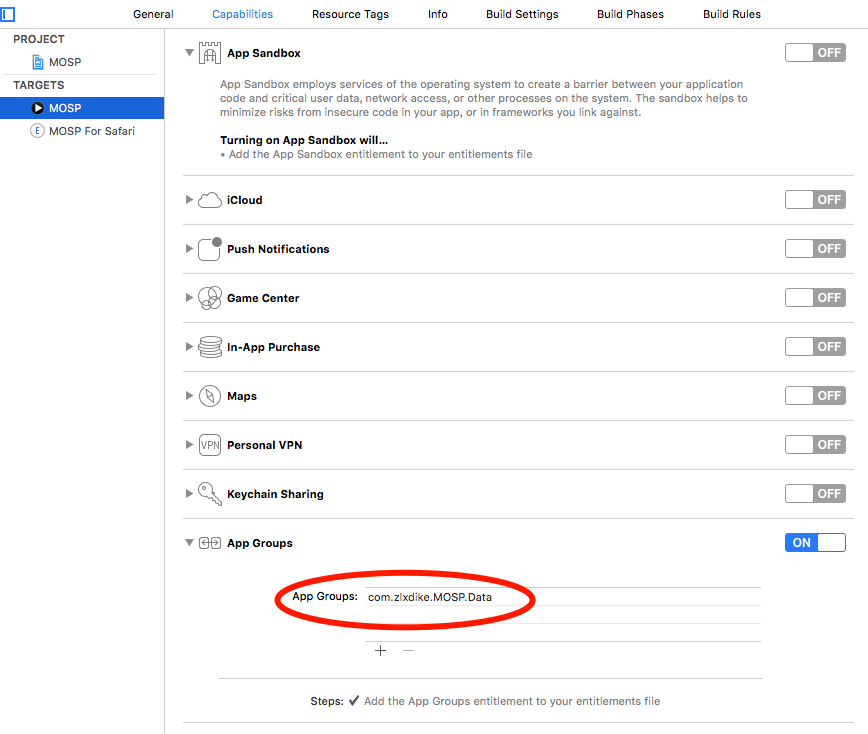 General Capabilities Resource Tags Info Build Settings Build Phases Build Rules
PROJECT
MOSP
TARGETS
MOSP
E MOSP For Safari
App Sandbox OFF
App Sandbox employs services of the operating system to create a barrier between your application
code and critical user data, network access, or other processes on the system. The sandbox helps to
minimize risks from insecure code in your app, or in frameworks you link against.
Turning on App Sandbox will...
• Add the App Sandbox entitlement to your entitlements file
iCloud OFF
Push Notifications OFF
Game Center OFF
In-App Purchase OFF
Maps OFF
VPN Personal VPN OFF
Keychain Sharing OFF
App Groups ON
App Groups: com.zlxdike.MOSP.Data
Steps: ✔ Add the App Groups entitlement to your entitlements file